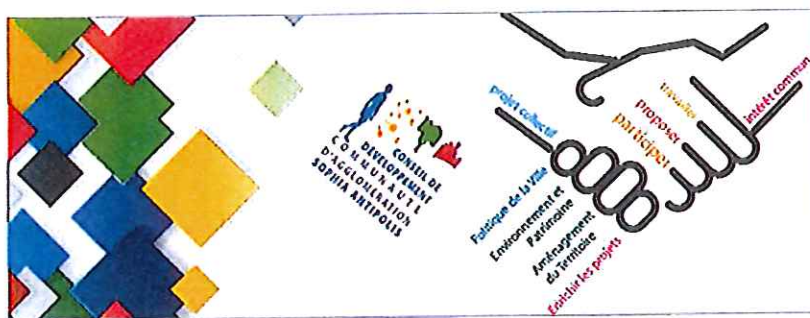 CONSEIL DE
DÉVELOPPEMENT
COMMUNAUTÉ
D'AGGLOMÉRATION
SOPHIA ANTIPOLIS
projet collectif
travailler
proposer
participer
intérêt commun
Politique de la Ville
Environnement et
Patrimoine
Aménagement
du Territoire
Enrichir les projets